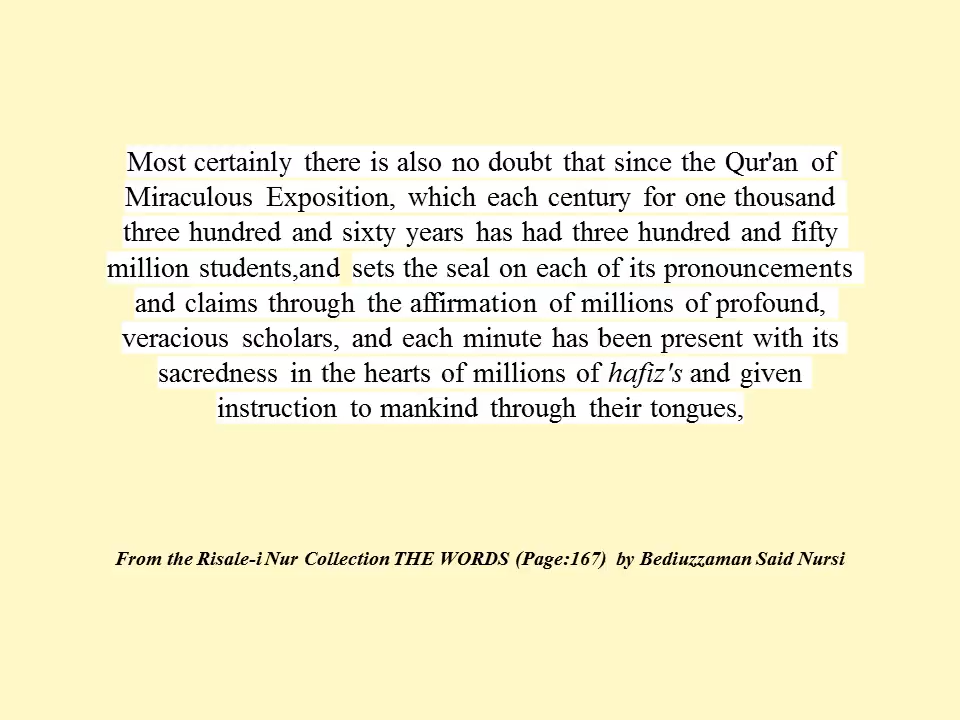 Most certainly there is also no doubt that since the Qur'an of
Miraculous Exposition, which each century for one thousand
three hundred and sixty years has had three hundred and fifty
million students,and sets the seal on each of its pronouncements
and claims through the affirmation of millions of profound,
veracious scholars, and each minute has been present with its
sacredness in the hearts of millions of hafiz's and given
instruction to mankind through their tongues,
From the Risale-i Nur Collection THE WORDS (Page:167) by Bediuzzaman Said Nursi